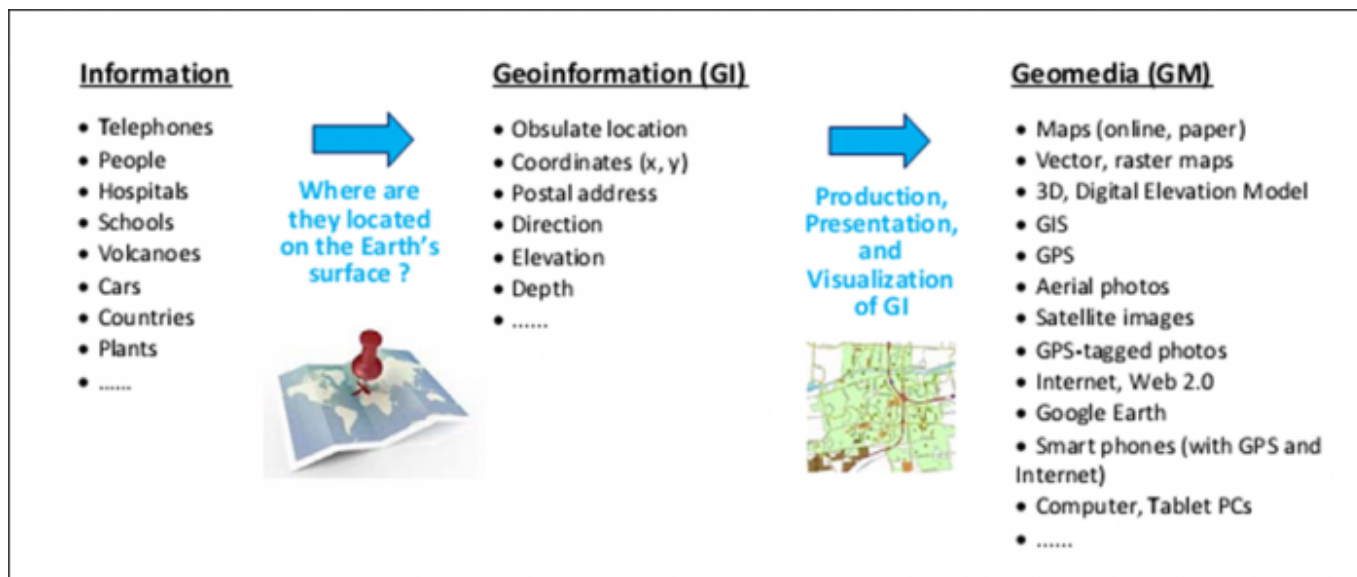 Information
• Telephones
• People
• Hospitals
• Schools
• Volcanoes
• Cars
• Countries
• Plants
• ......
Where are
they located
on the Earth's
surface ?
Geoinformation (GI)
• Obsulate location
• Coordinates (x, y)
• Postal address
• Direction
• Elevation
• Depth
• ......
Production,
Presentation,
and
Visualization
of GI
Geomedia (GM)
• Maps (online, paper)
• Vector, raster maps
• 3D, Digital Elevation Model
• GIS
• GPS
• Aerial photos
• Satellite images
• GPS-tagged photos
• Internet, Web 2.0
• Google Earth
• Smart phones (with GPS and
Internet)
• Computer, Tablet PCs
• ......